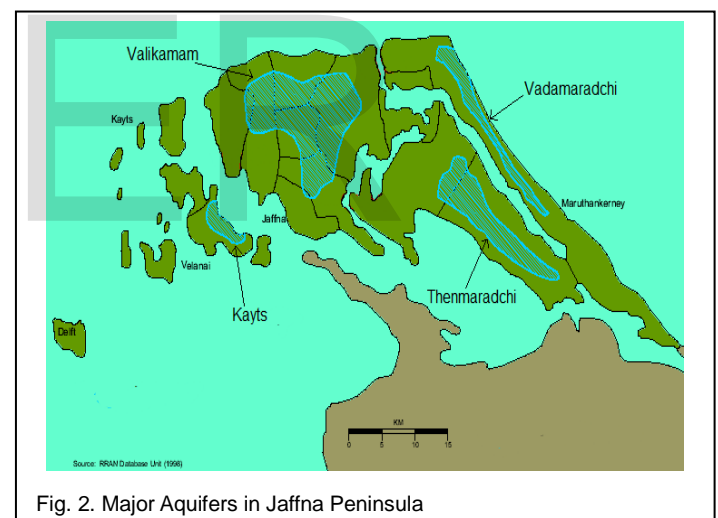 ER
Valikamam
Vadamaradchi
Kayts
Jaffna
Maruthankerney
Velanai
Kayts
Thenmaradchi
Delft
KM
0 5 10 15
Source: RRAN Database Unit (1998)
Fig. 2. Major Aquifers in Jaffna Peninsula